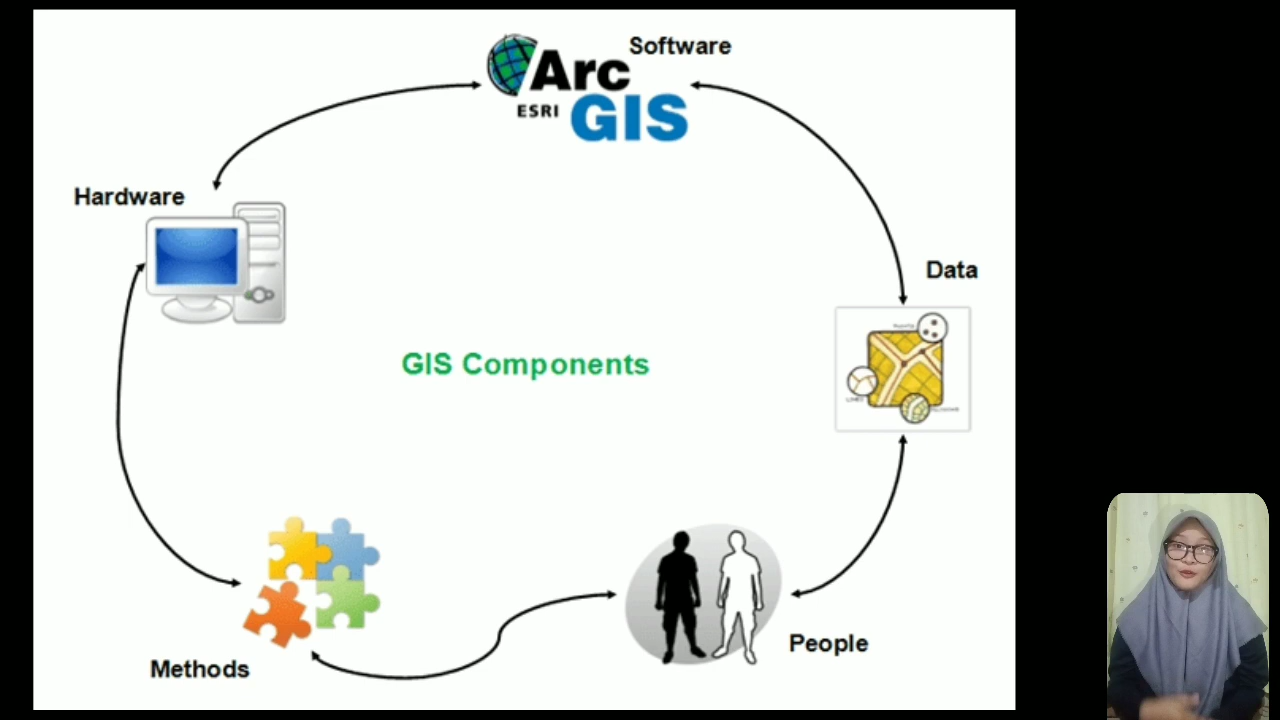 Software
Arc
ESRI
GIS
Hardware
Data
GIS Components
People
Methods